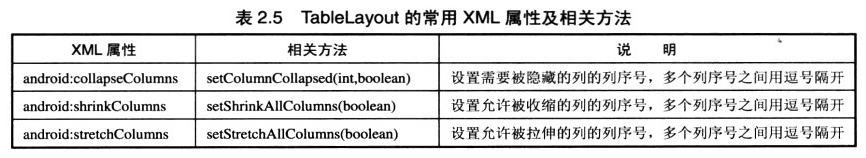 表 2.5 TableLayout 的常用 XML 属性及相关方法
XML 属性 相关方法 说 明
android:collapseColumns setColumnCollapsed(int,boolean) 设置需要被隐藏的列的列序号，多个列序号之间用逗号隔开
android:shrinkColumns setShrinkAllColumns(boolean) 设置允许被收缩的列的列序号，多个列序号之间用逗号隔开
android:stretchColumns setStretchAllColumns(boolean) 设置允许被拉伸的列的列序号，多个列序号之间用逗号隔开